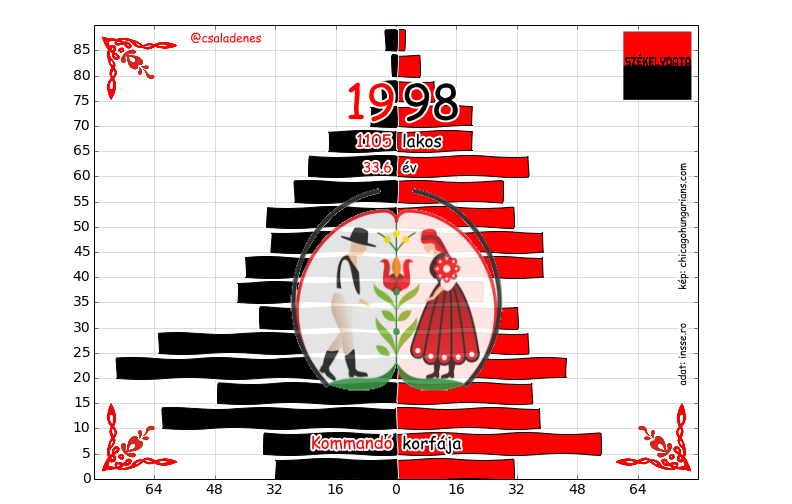 @csaladenes
SZÉKELYDATA
1998
1105 lakos
33.6 év
kép: chicagohungarians.com
adat: insse.ro
Kommandó korfája
85
80
75
70
65
60
55
50
45
40
35
30
25
20
15
10
5
0
64 48 32 16 0 16 32 48 64